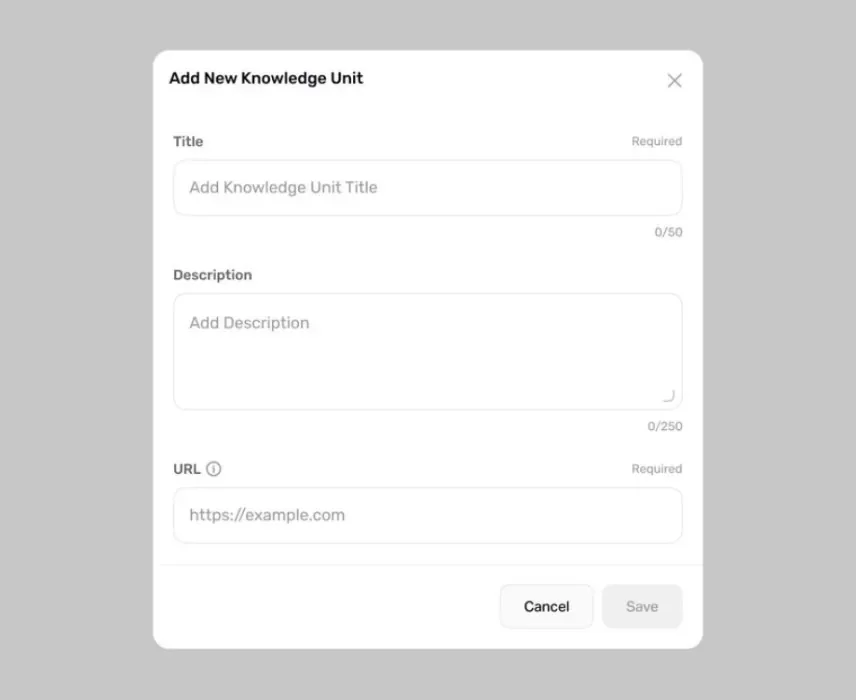 Add New Knowledge Unit
Title Required
Add Knowledge Unit Title
0/50
Description
Add Description
0/250
URL Required
https://example.com
Cancel Save